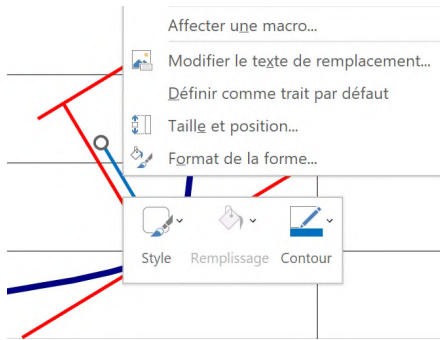 Affecter une macro...
Modifier le texte de remplacement...
Définir comme trait par défaut
Taille et position...
Format de la forme...
Style Remplissage Contour